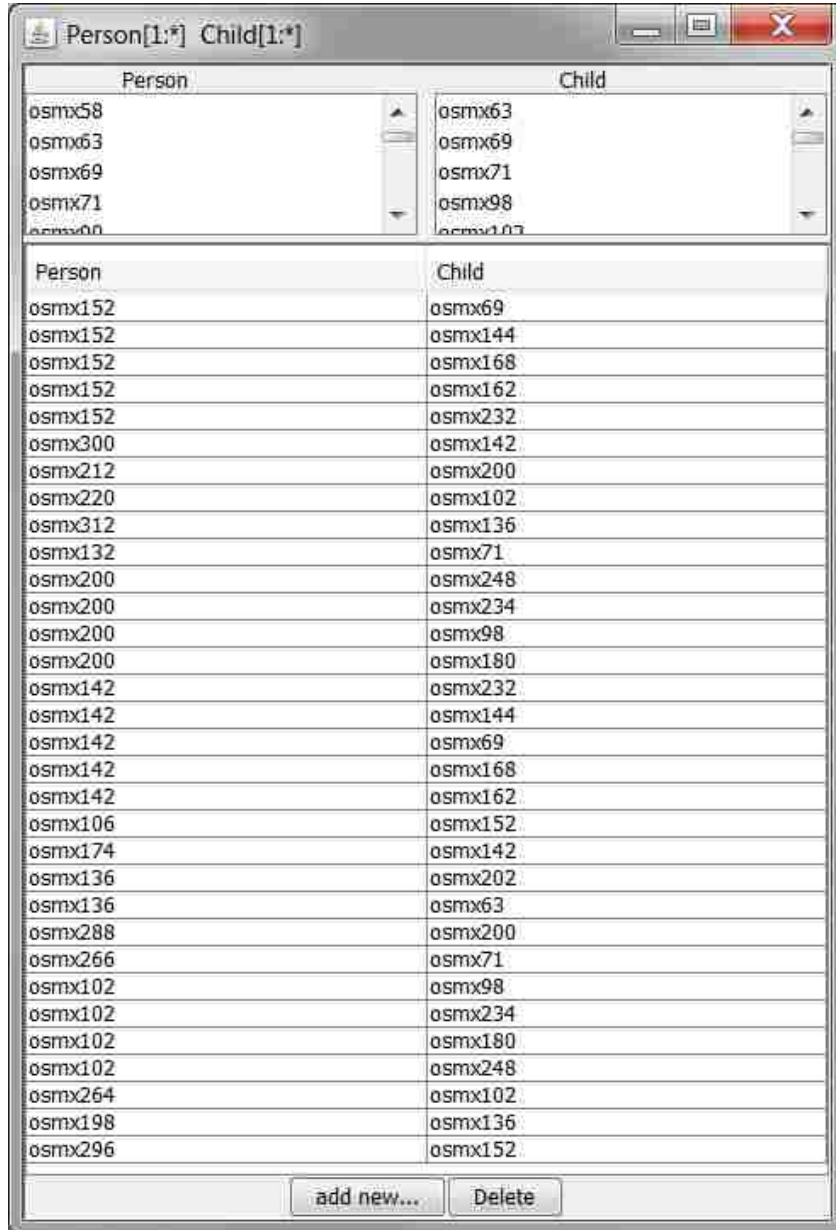 Person[1:*] Child[1:*]
Person Child
osmx58 osmx63
osmx63 osmx69
osmx69 osmx71
osmx71 osmx98
Person Child
osmx152 osmx69
osmx152 osmx144
osmx152 osmx168
osmx152 osmx162
osmx152 osmx232
osmx300 osmx142
osmx212 osmx200
osmx220 osmx102
osmx312 osmx136
osmx132 osmx71
osmx200 osmx248
osmx200 osmx234
osmx200 osmx98
osmx200 osmx180
osmx142 osmx232
osmx142 osmx144
osmx142 osmx69
osmx142 osmx168
osmx142 osmx162
osmx106 osmx152
osmx174 osmx142
osmx136 osmx202
osmx136 osmx63
osmx288 osmx200
osmx266 osmx71
osmx102 osmx98
osmx102 osmx234
osmx102 osmx180
osmx102 osmx248
osmx264 osmx102
osmx198 osmx136
osmx296 osmx152
add new... Delete